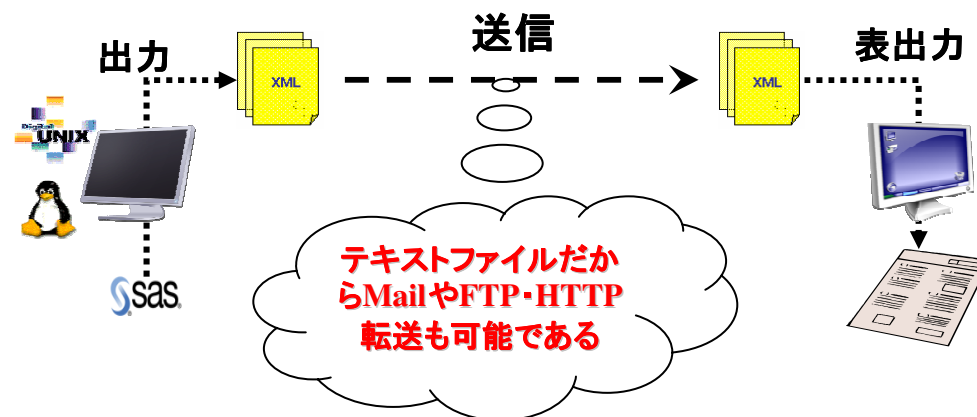 出力
送信
表出力
XML
XML
Digital
UNIX
sas
テキストファイルだか
らMailやFTP・HTTP
転送も可能である